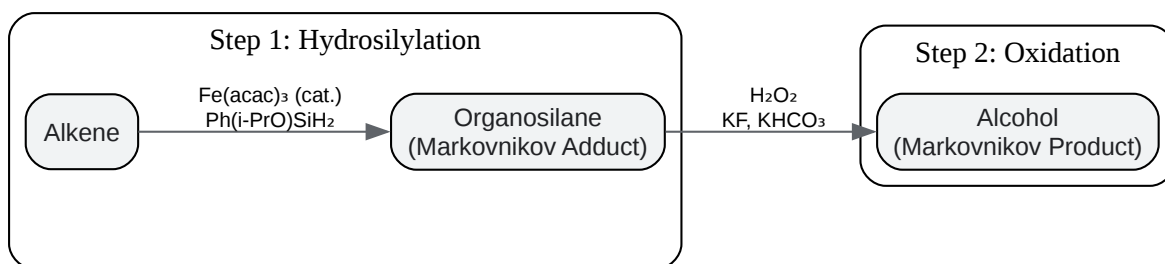 Step 1: Hydrosilylation
Alkene
Fe(acac)₃ (cat.)
Ph(i-PrO)SiH₂
Organosilane
(Markovnikov Adduct)
H₂O₂
KF, KHCO₃
Step 2: Oxidation
Alcohol
(Markovnikov Product)